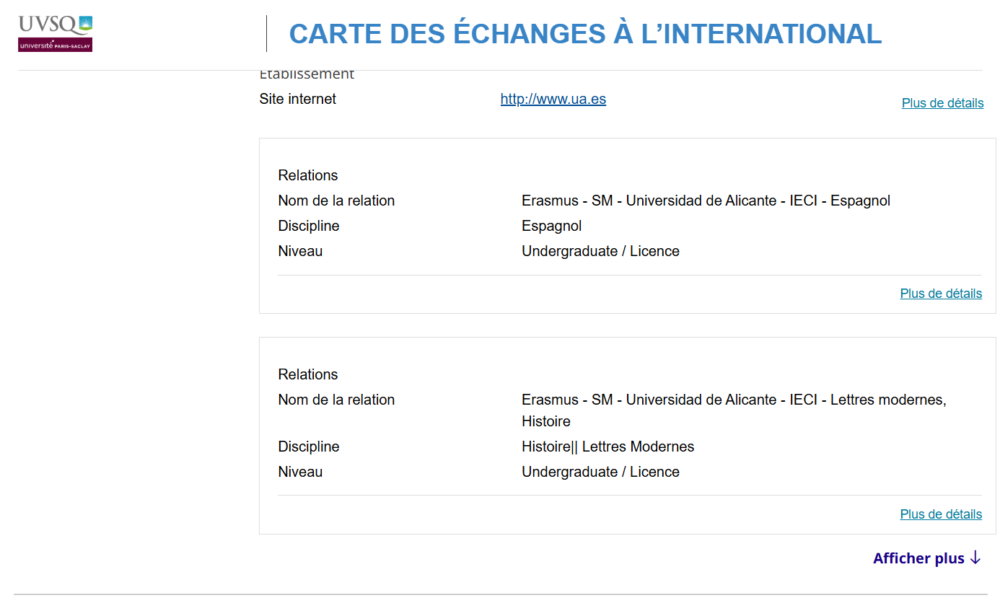 UVSQ
université PARIS-SACLAY
CARTE DES ÉCHANGES À L’INTERNATIONAL
Etablissement
Site internet http://www.ua.es Plus de détails
Relations
Nom de la relation Erasmus - SM - Universidad de Alicante - IECI - Espagnol
Discipline Espagnol
Niveau Undergraduate / Licence
Plus de détails
Relations
Nom de la relation Erasmus - SM - Universidad de Alicante - IECI - Lettres modernes,
Histoire
Discipline Histoire|| Lettres Modernes
Niveau Undergraduate / Licence
Plus de détails
Afficher plus ↓